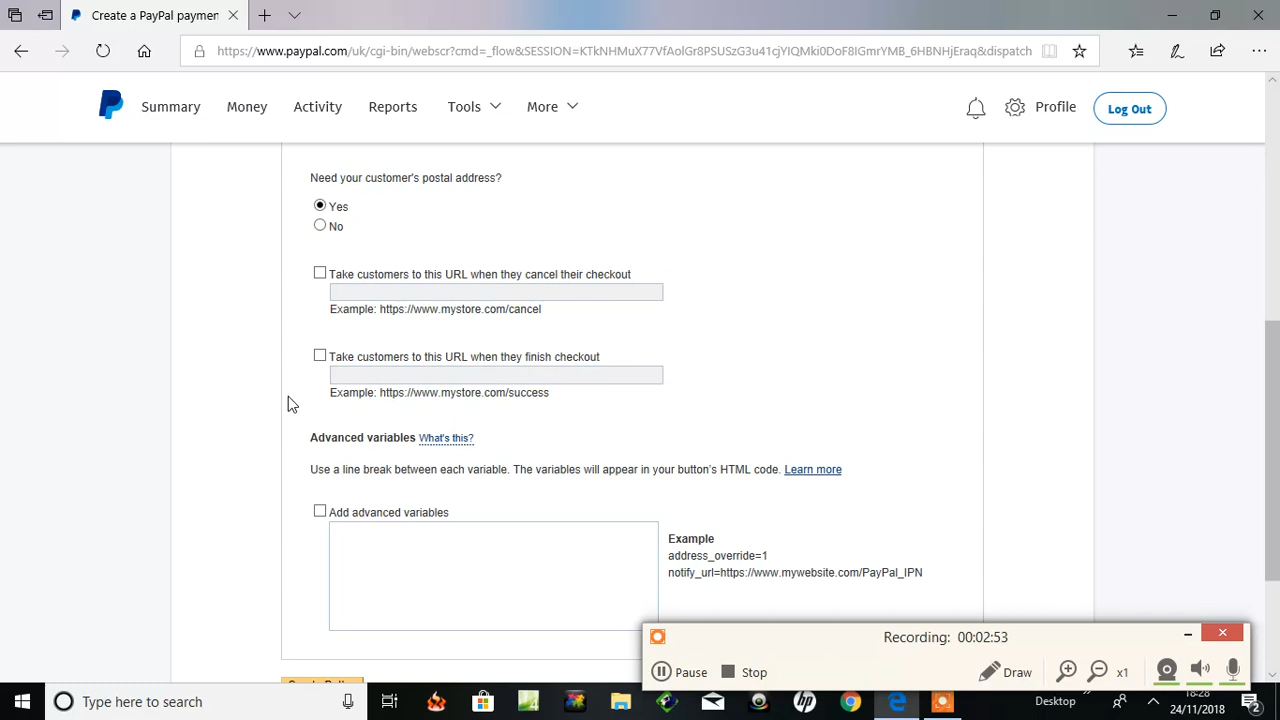 Create a PayPal paymen
https://www.paypal.com/uk/cgi-bin/webscr?cmd=_flow&SESSION=KTkNHMuX77VfAolGr8PSUSzG3u41cjYIQMki0DoF8IGmrYMB_6HBNHjEraq&dispatch
Summary Money Activity Reports Tools More Profile Log Out
Need your customer's postal address?
Yes
No
Take customers to this URL when they cancel their checkout
Example: https://www.mystore.com/cancel
Take customers to this URL when they finish checkout
Example: https://www.mystore.com/success
Advanced variables What's this?
Use a line break between each variable. The variables will appear in your button's HTML code. Learn more
Add advanced variables
Example
address_override=1
notify_url=https://www.mywebsite.com/PayPal_IPN
Recording: 00:02:53
Pause Stop Draw x1
Type here to search
Desktop
18:28
24/11/2018
2